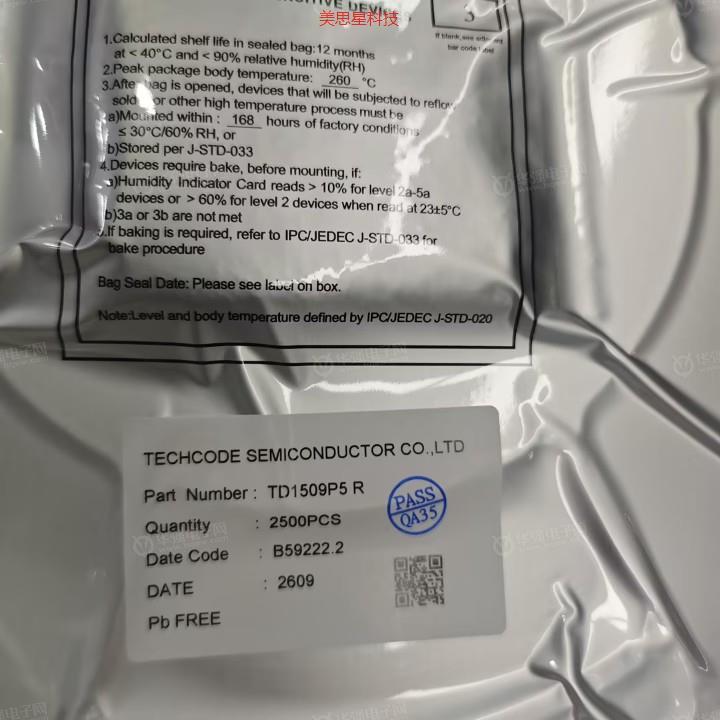 美思星科技
SITIVE DEVICES
3
If blank, see adjacent
bar code label
1.Calculated shelf life in sealed bag:12 months
at < 40°C and < 90% relative humidity(RH)
2.Peak package body temperature: 260 °C
3.After bag is opened, devices that will be subjected to reflow
solder or other high temperature process must be
a)Mounted within : 168 hours of factory conditions
≤ 30°C/60% RH, or
b)Stored per J-STD-033
4.Devices require bake, before mounting, if:
a)Humidity Indicator Card reads > 10% for level 2a-5a
devices or > 60% for level 2 devices when read at 23±5°C
b)3a or 3b are not met
5.If baking is required, refer to IPC/JEDEC J-STD-033 for
bake procedure
Bag Seal Date: Please see label on box.
Note:Level and body temperature defined by IPC/JEDEC J-STD-020
TECHCODE SEMICONDUCTOR CO.,LTD
Part Number : TD1509P5 R
Quantity : 2500PCS
Date Code : B59222.2
DATE : 2609
Pb FREE
PASS
QA35
华强电子网